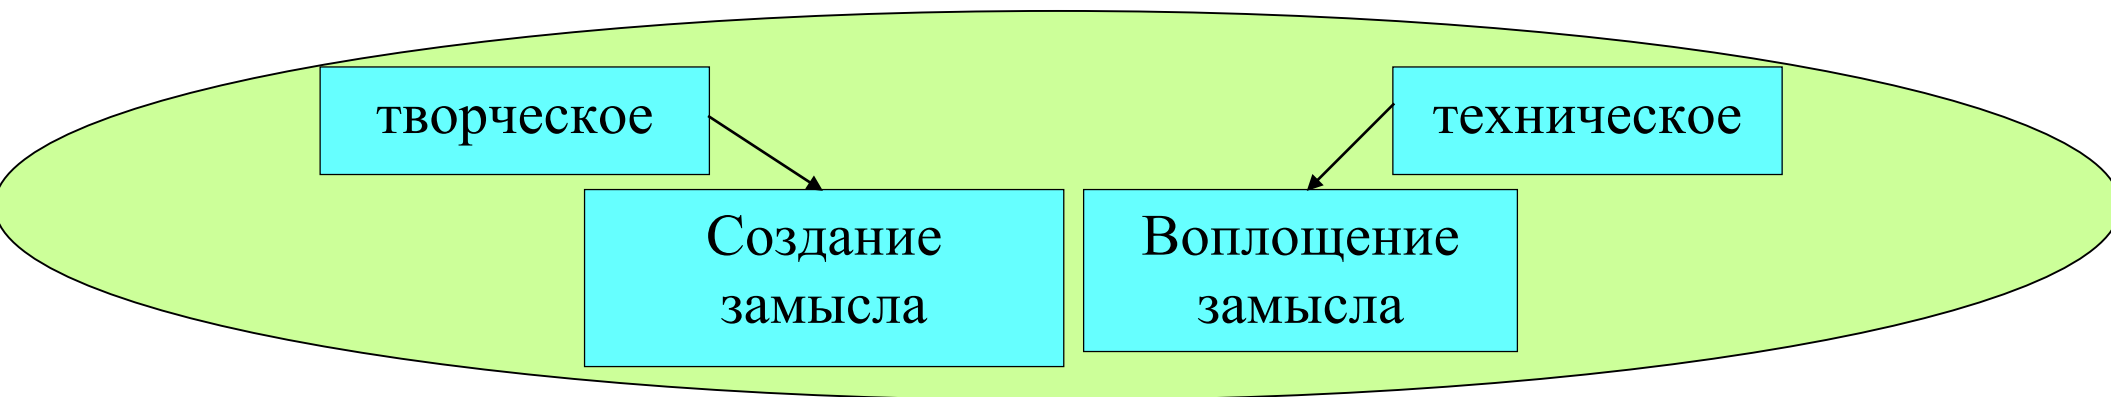 творческое
техническое
Создание
замысла
Воплощение
замысла